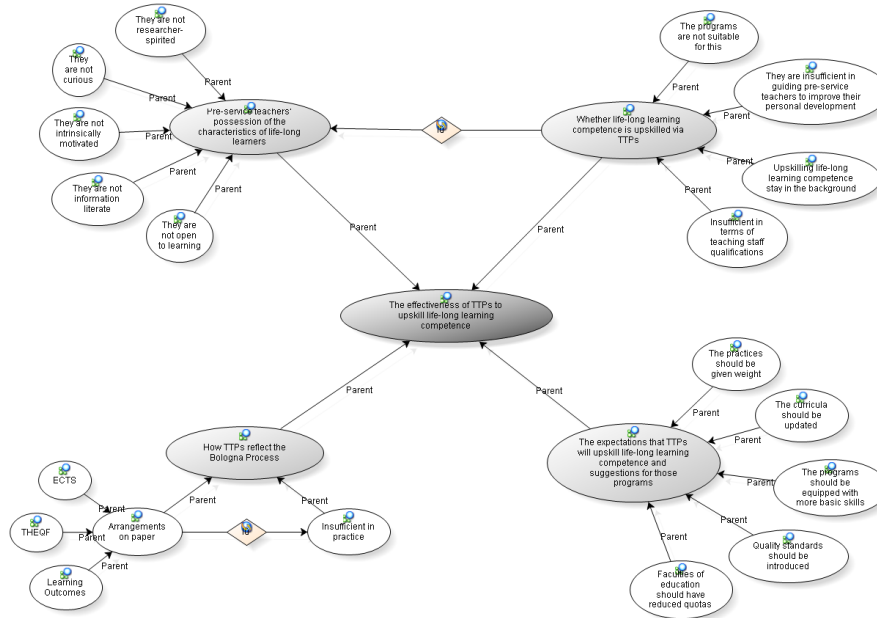 They are not
researcher-
spirited
They
are not
curious
Parent
Parent
They are not
intrinsically
motivated
Parent
Pre-service teachers'
possession of the
characteristics of life-long
learners
They are not
information
literate
Parent
They are
not open
to learning
Parent
Parent
The programs
are not suitable
for this
Parent
They are insufficient in
guiding pre-service
teachers to improve their
personal development
Parent
Whether life-long learning
competence is upskilled via
TTPs
Upskilling life-long
learning competence
stay in the background
Parent
Insufficient in
terms of
teaching staff
qualifications
Parent
Parent
The effectiveness of TTPs to
upskill life-long learning
competence
Parent
Parent
How TTPs reflect the
Bologna Process
ECTS
Parent
THEQF
Parent
Arrangements
on paper
Parent
Learning
Outcomes
Parent
Insufficient in
practice
Parent
The practices
should be
given weight
Parent
The curricula
should be
updated
Parent
The expectations that TTPs
will upskill life-long learning
competence and
suggestions for those
programs
The programs
should be
equipped with
more basic skills
Parent
Quality standards
should be
introduced
Parent
Faculties of
education
should have
reduced quotas
Parent